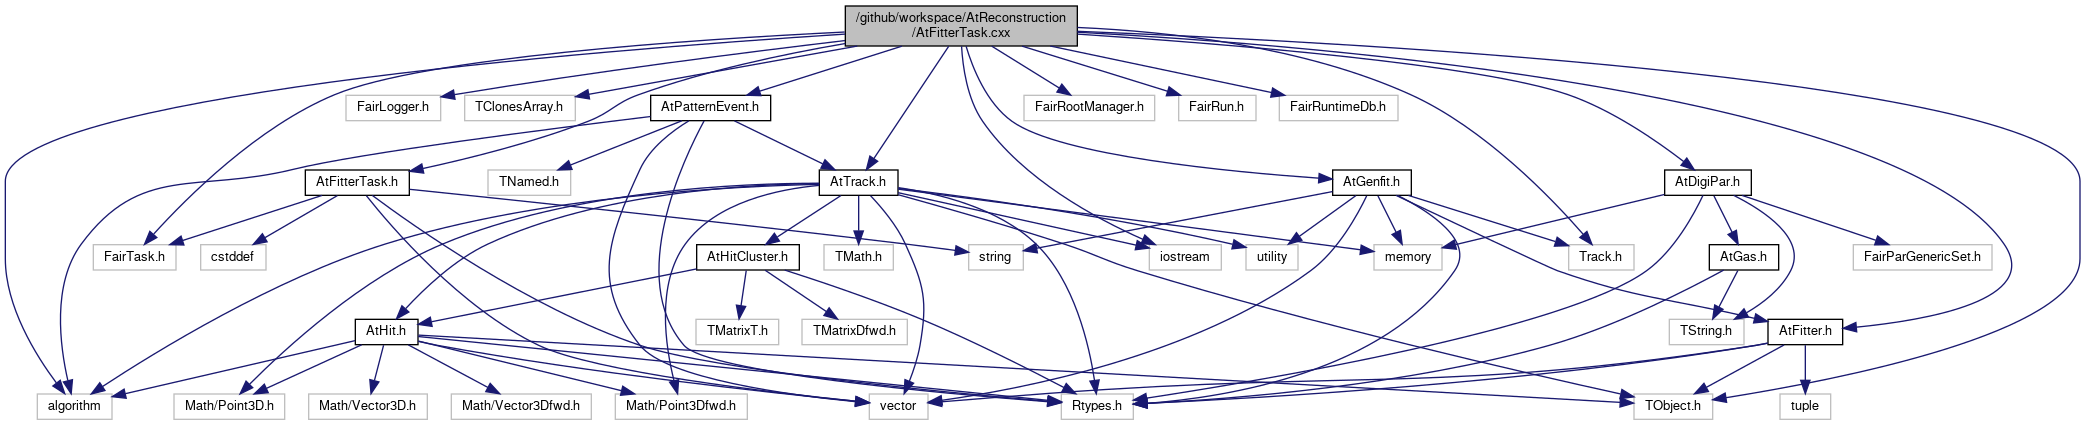 /github/workspace/AtReconstruction
/AtFitterTask.cxx
FairLogger.h
TClonesArray.h
AtPatternEvent.h
FairRootManager.h
FairRun.h
FairRuntimeDb.h
AtFitterTask.h
TNamed.h
AtTrack.h
AtGenfit.h
AtDigiPar.h
FairTask.h
cstddef
AtHitCluster.h
TMath.h
string
iostream
utility
memory
Track.h
AtGas.h
FairParGenericSet.h
AtHit.h
TMatrixT.h
TMatrixDfwd.h
TString.h
AtFitter.h
algorithm
Math/Point3D.h
Math/Vector3D.h
Math/Vector3Dfwd.h
Math/Point3Dfwd.h
vector
Rtypes.h
TObject.h
tuple